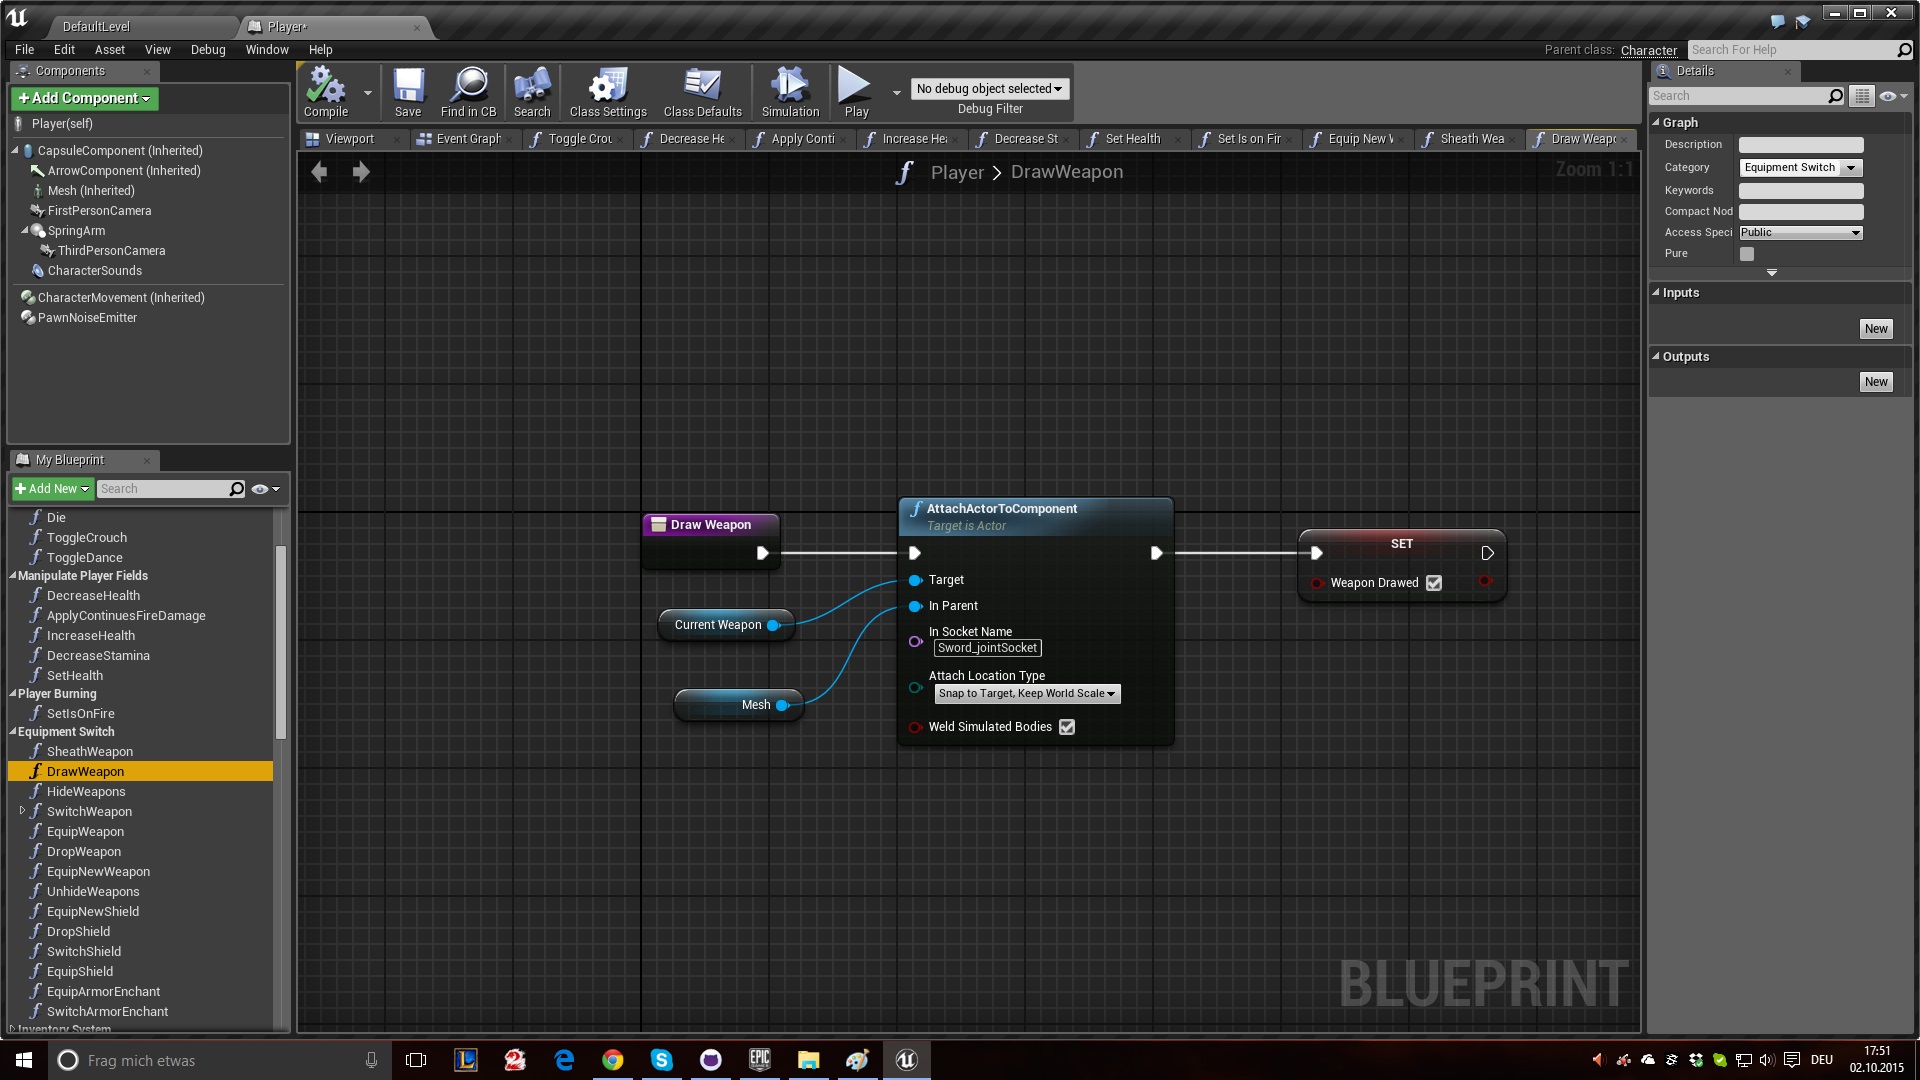 DefaultLevel
Player*
File Edit Asset View Debug Window Help
Parent class: Character
Search For Help
Components
+Add Component
Player(self)
CapsuleComponent (Inherited)
ArrowComponent (Inherited)
Mesh (Inherited)
FirstPersonCamera
SpringArm
ThirdPersonCamera
CharacterSounds
CharacterMovement (Inherited)
PawnNoiseEmitter
My Blueprint
+Add New
Search
Die
ToggleCrouch
ToggleDance
Manipulate Player Fields
DecreaseHealth
ApplyContinuesFireDamage
IncreaseHealth
DecreaseStamina
SetHealth
Player Burning
SetIsOnFire
Equipment Switch
SheathWeapon
DrawWeapon
HideWeapons
SwitchWeapon
EquipWeapon
DropWeapon
EquipNewWeapon
UnhideWeapons
EquipNewShield
DropShield
SwitchShield
EquipShield
EquipArmorEnchant
SwitchArmorEnchant
Inventory System
Compile
Save
Find in CB
Search
Class Settings
Class Defaults
Simulation
Play
No debug object selected
Debug Filter
Viewport
Event Graph
Toggle Crou
Decrease He
Apply Conti
Increase Hea
Decrease St
Set Health
Set Is on Fir
Equip New W
Sheath Wea
Draw Weapo
Player > DrawWeapon
Zoom 1:1
Draw Weapon
Current Weapon
Mesh
AttachActorToComponent
Target is Actor
Target
In Parent
In Socket Name
Sword_jointSocket
Attach Location Type
Snap to Target, Keep World Scale
Weld Simulated Bodies
SET
Weapon Drawed
BLUEPRINT
Details
Search
Graph
Description
Category
Equipment Switch
Keywords
Compact Nod
Access Speci
Public
Pure
Inputs
New
Outputs
New
Frag mich etwas
L
2
EPIC
GAMES
DEU
17:51
02.10.2015